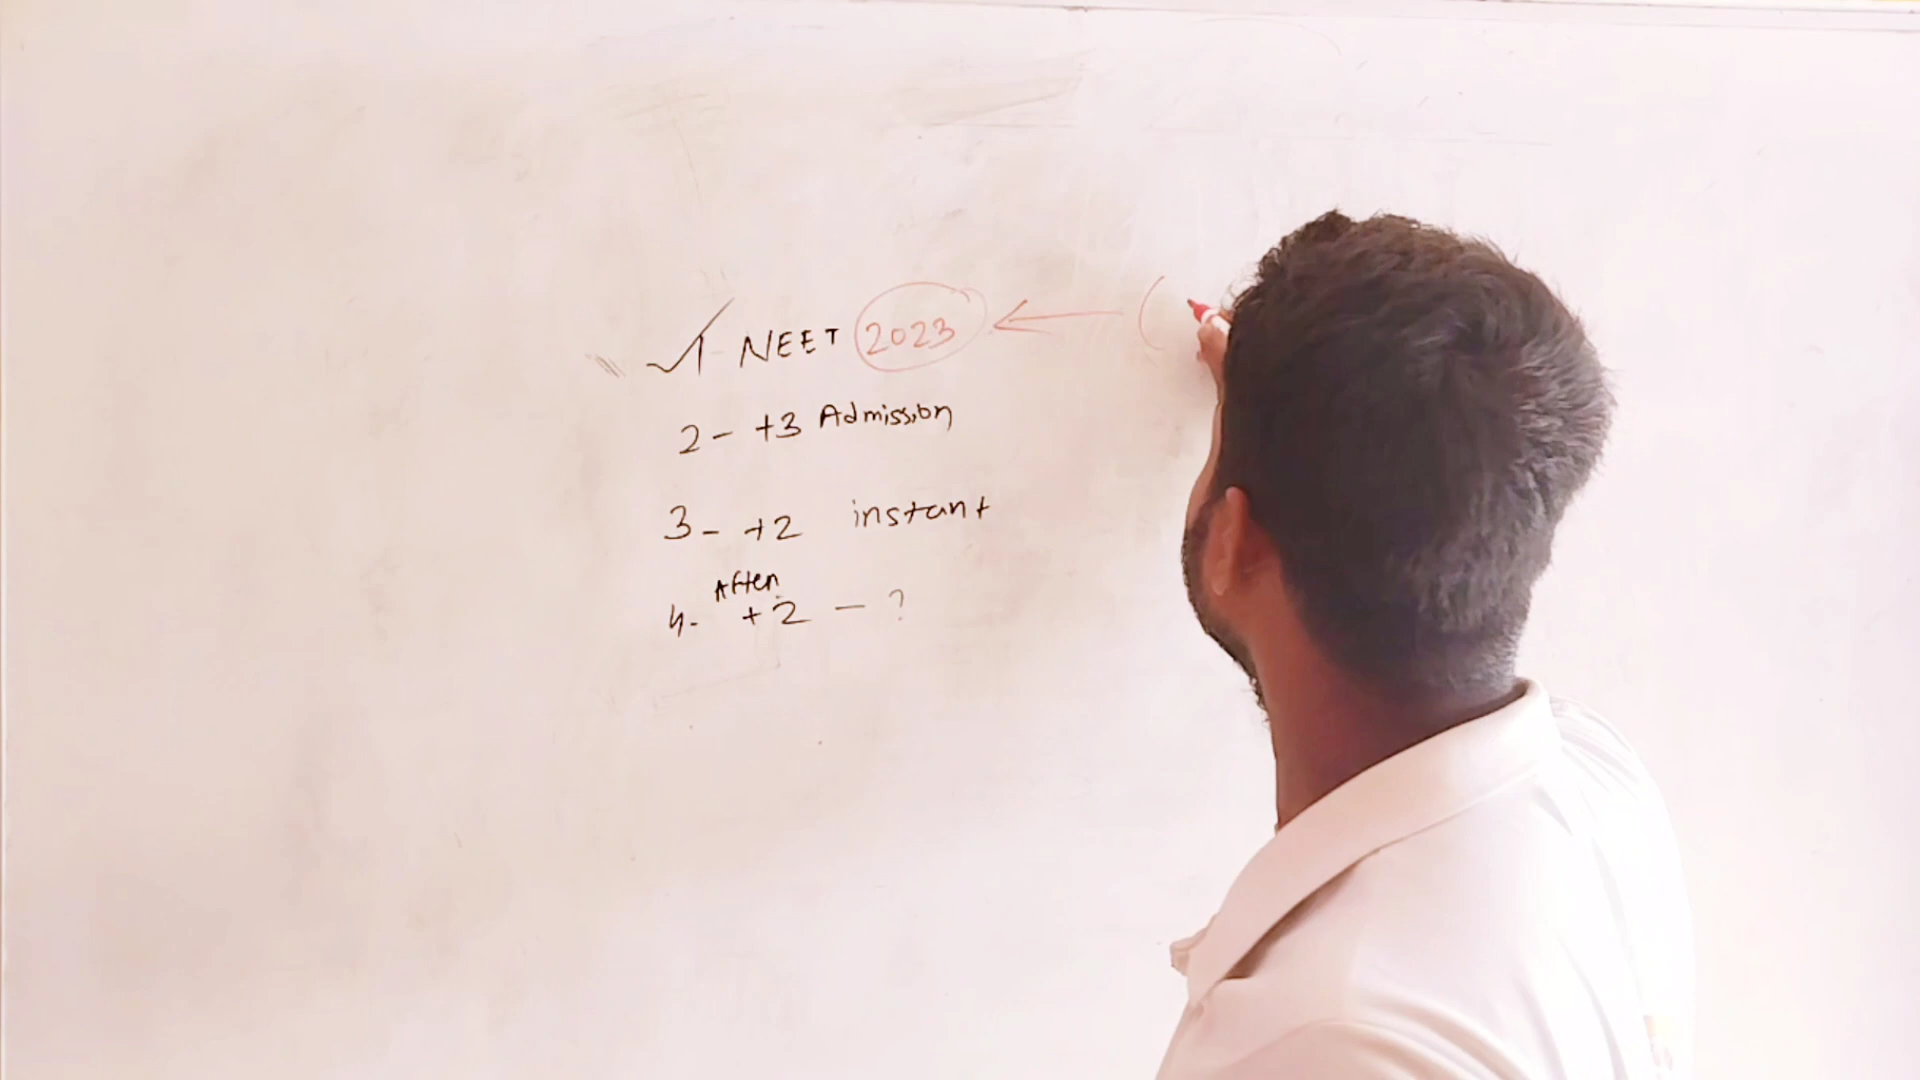 1 NEET 2023
2 - +3 Admission
3 - +2 instant
After
4. +2 - ?